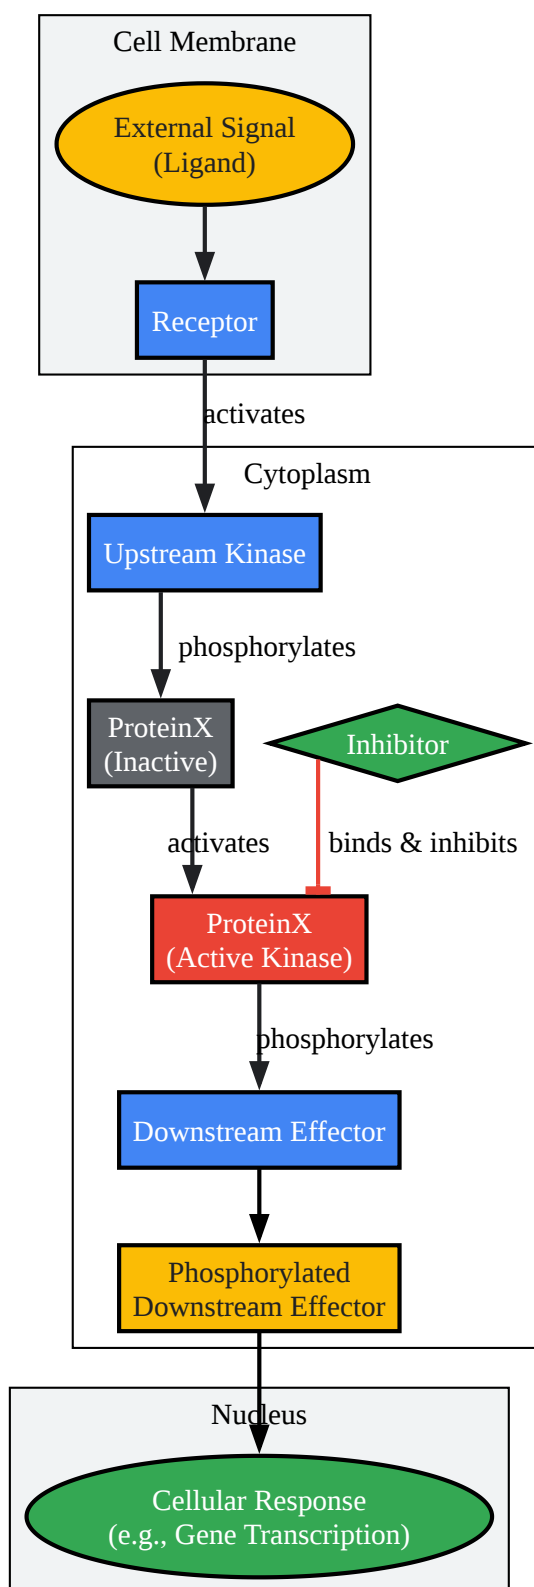 Cell Membrane
External Signal
(Ligand)
Receptor
activates
Cytoplasm
Upstream Kinase
phosphorylates
ProteinX
(Inactive)
Inhibitor
activates
binds & inhibits
ProteinX
(Active Kinase)
phosphorylates
Downstream Effector
Phosphorylated
Downstream Effector
Nucleus
Cellular Response
(e.g., Gene Transcription)